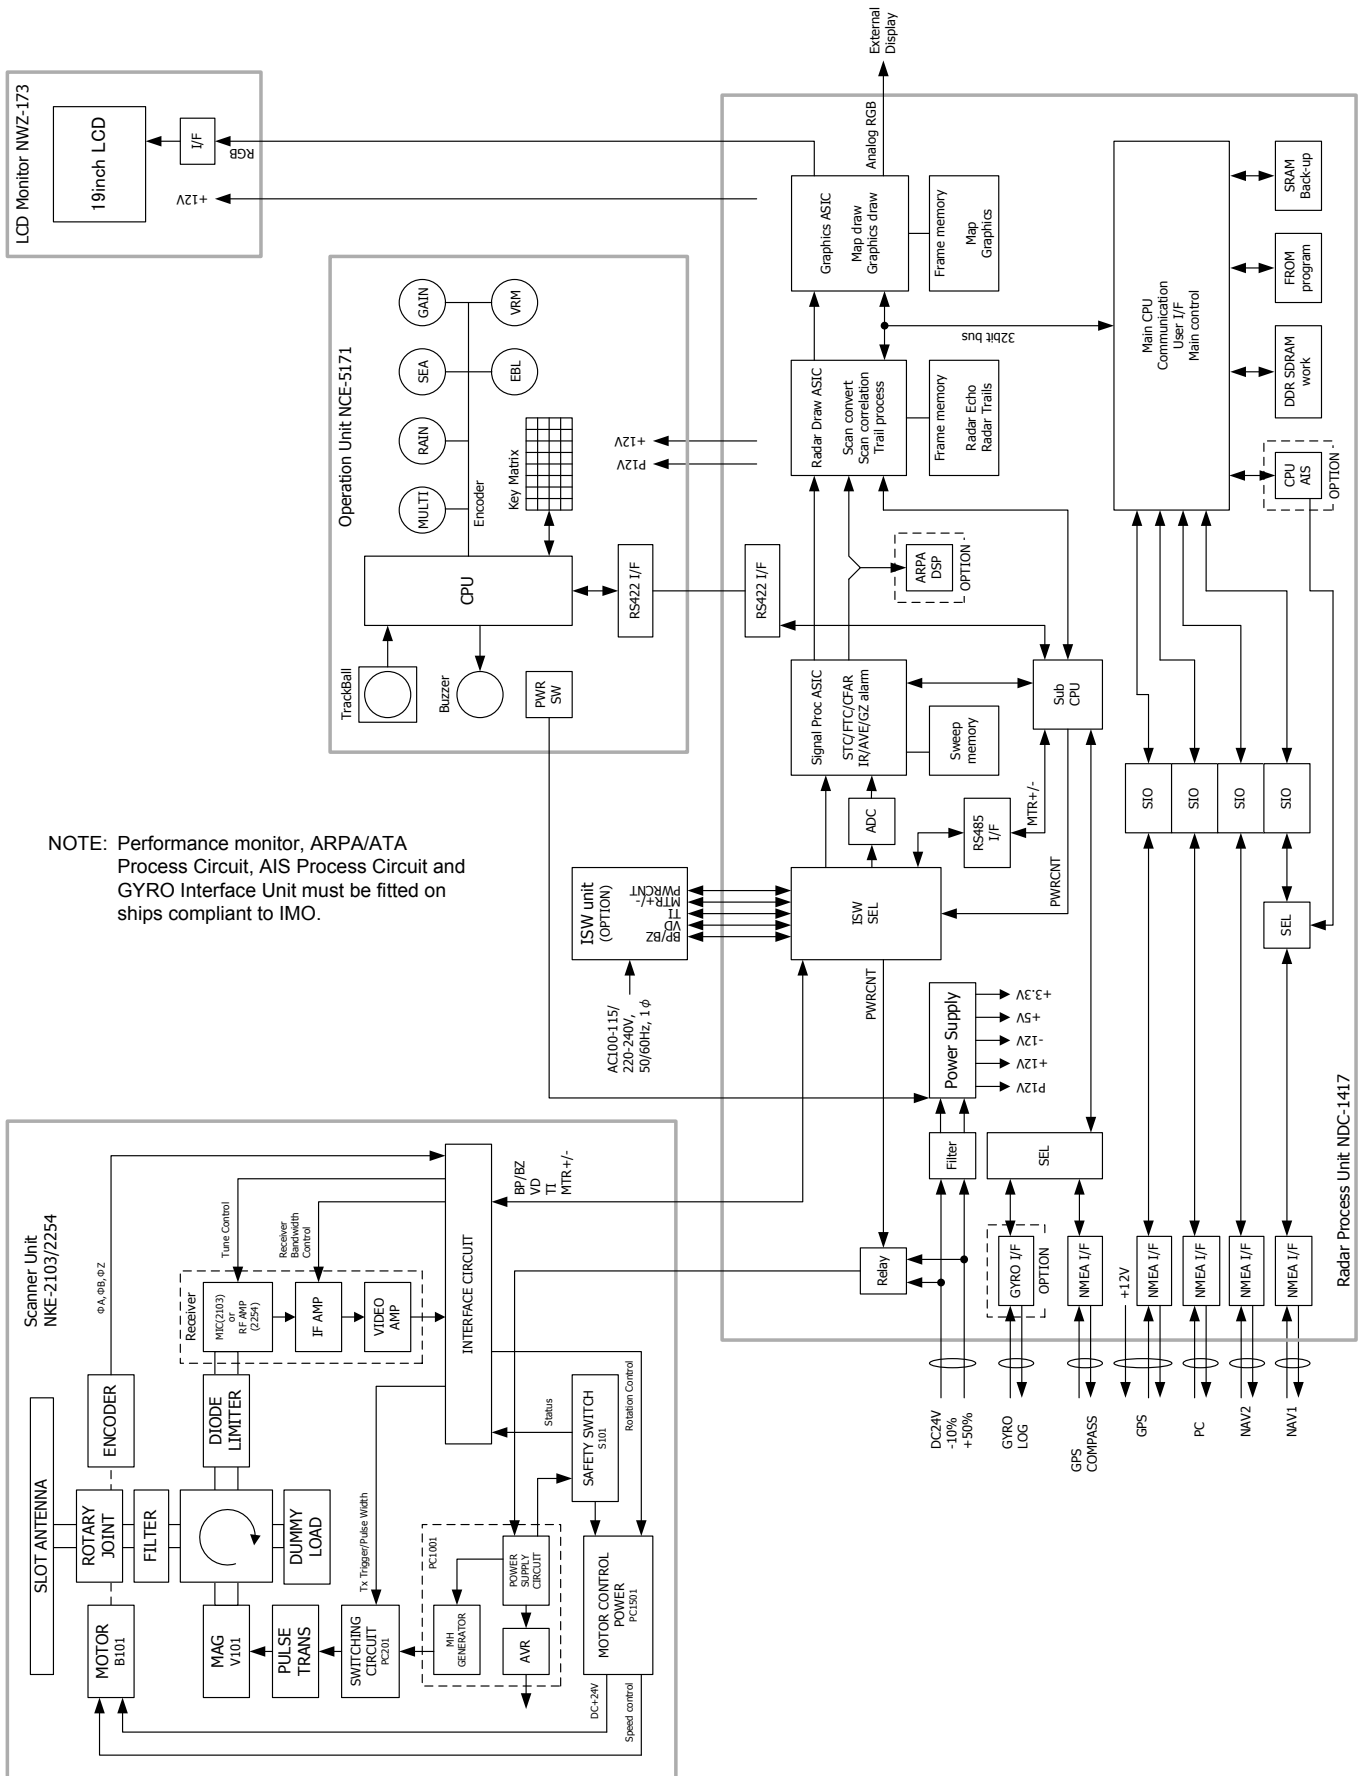 LCD Monitor NWZ-173
19inch LCD
I/F
RGB
+12V
External
Display
Analog RGB
Operation Unit NCE-5171
GAIN
SEA
RAIN
MULTI
VRM
EBL
Encoder
Key Matrix
CPU
TrackBall
Buzzer
PWR
SW
RS422 I/F
+12V
P12V
NOTE: Performance monitor, ARPA/ATA
Process Circuit, AIS Process Circuit and
GYRO Interface Unit must be fitted on
ships compliant to IMO.
ISW unit
(OPTION)
PWRCNT
MTR+/-
TI
VD
BP/BZ
AC100-115/
220-240V,
50/60Hz, 1ϕ
Radar Process Unit NDC-1417
Graphics ASIC
Map draw
Graphics draw
Frame memory
Map
Graphics
Radar Draw ASIC
Scan convert
Scan correlation
Trail process
Frame memory
Radar Echo
Radar Trails
32bit bus
Main CPU
Communication
User I/F
Main control
SRAM
Back-up
FROM
program
DDR SDRAM
work
CPU
AIS
OPTION
RS422 I/F
ARPA
DSP
OPTION
Signal Proc ASIC
STC/FTC/CFAR
IR/AVE/GZ alarm
Sweep
memory
Sub
CPU
ADC
RS485
I/F
MTR+/-
ISW
SEL
PWRCNT
PWRCNT
Power Supply
+3.3V
+5V
-12V
+12V
P12V
Filter
Relay
SEL
SIO
SIO
SIO
SIO
SEL
GYRO I/F
OPTION
NMEA I/F
+12V
NMEA I/F
NMEA I/F
NMEA I/F
NMEA I/F
DC24V
-10%
+50%
GYRO
LOG
GPS
COMPASS
GPS
PC
NAV2
NAV1
Scanner Unit
NKE-2103/2254
SLOT ANTENNA
ΦA,ΦB,ΦZ
ENCODER
ROTARY
JOINT
MOTOR
B101
FILTER
DIODE
LIMITER
DUMMY
LOAD
MAG
V101
PULSE
TRANS
SWITCHING
CIRCUIT
PC201
Tune Control
Receiver
Bandwidth
Control
Receiver
MIC(2103)
or
RF AMP
(2254)
IF AMP
VIDEO
AMP
INTERFACE CIRCUIT
BP/BZ
VD
TI
MTR+/-
Tx Trigger/Pulse Width
Status
Rotation Control
SAFETY SWITCH
S101
PC1001
POWER
SUPPLY
CIRCUIT
MH
GENERATOR
AVR
MOTOR CONTROL
POWER
PC1501
DC+24V
Speed control